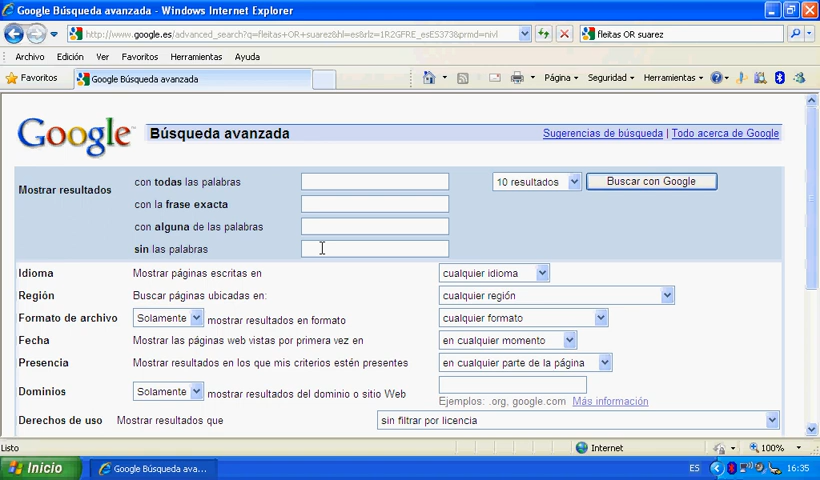 Google Búsqueda avanzada - Windows Internet Explorer
http://www.google.es/advanced_search?q=fleitas+OR+suarez&hl=es&rlz=1R2GFRE_esES373&prmd=nivl
fleitas OR suarez
Archivo Edición Ver Favoritos Herramientas Ayuda
Favoritos Google Búsqueda avanzada Página Seguridad Herramientas
Google Búsqueda avanzada Sugerencias de búsqueda | Todo acerca de Google
Mostrar resultados con todas las palabras 10 resultados Buscar con Google
con la frase exacta
con alguna de las palabras
sin las palabras
Idioma Mostrar páginas escritas en cualquier idioma
Región Buscar páginas ubicadas en: cualquier región
Formato de archivo Solamente mostrar resultados en formato cualquier formato
Fecha Mostrar las páginas web vistas por primera vez en en cualquier momento
Presencia Mostrar resultados en los que mis criterios estén presentes en cualquier parte de la página
Dominios Solamente mostrar resultados del dominio o sitio Web
Ejemplos: .org, google.com Más información
Derechos de uso Mostrar resultados que sin filtrar por licencia
Listo Internet 100%
Inicio Google Búsqueda ava... ES 16:35